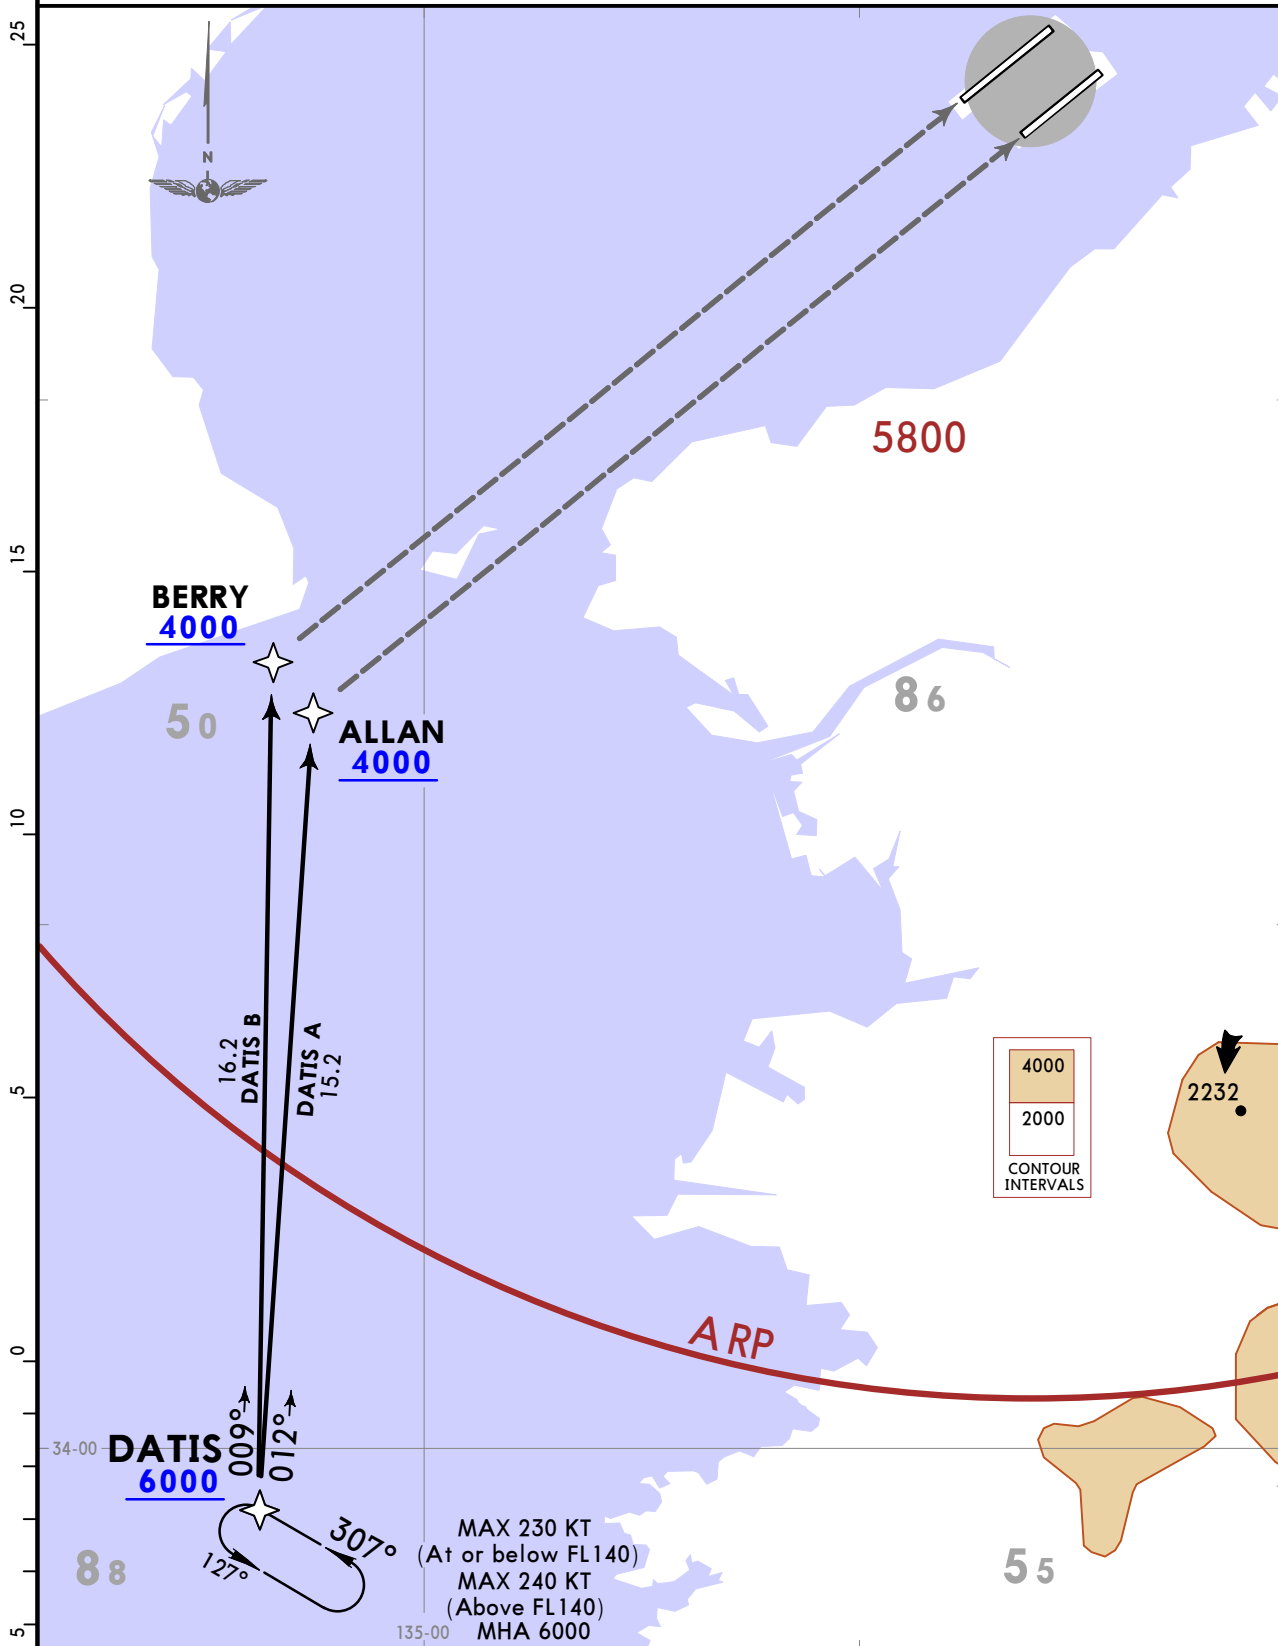 25
20
15
10
5
0
5
N
5800
BERRY
4000
ALLAN
4000
50
86
16.2
DATIS B
DATIS A
15.2
4000
2000
CONTOUR
INTERVALS
2232
ARP
009°
012°
34-00
DATIS
6000
307°
127°
MAX 230 KT
(At or below FL140)
MAX 240 KT
(Above FL140)
MHA 6000
88
55
135-00